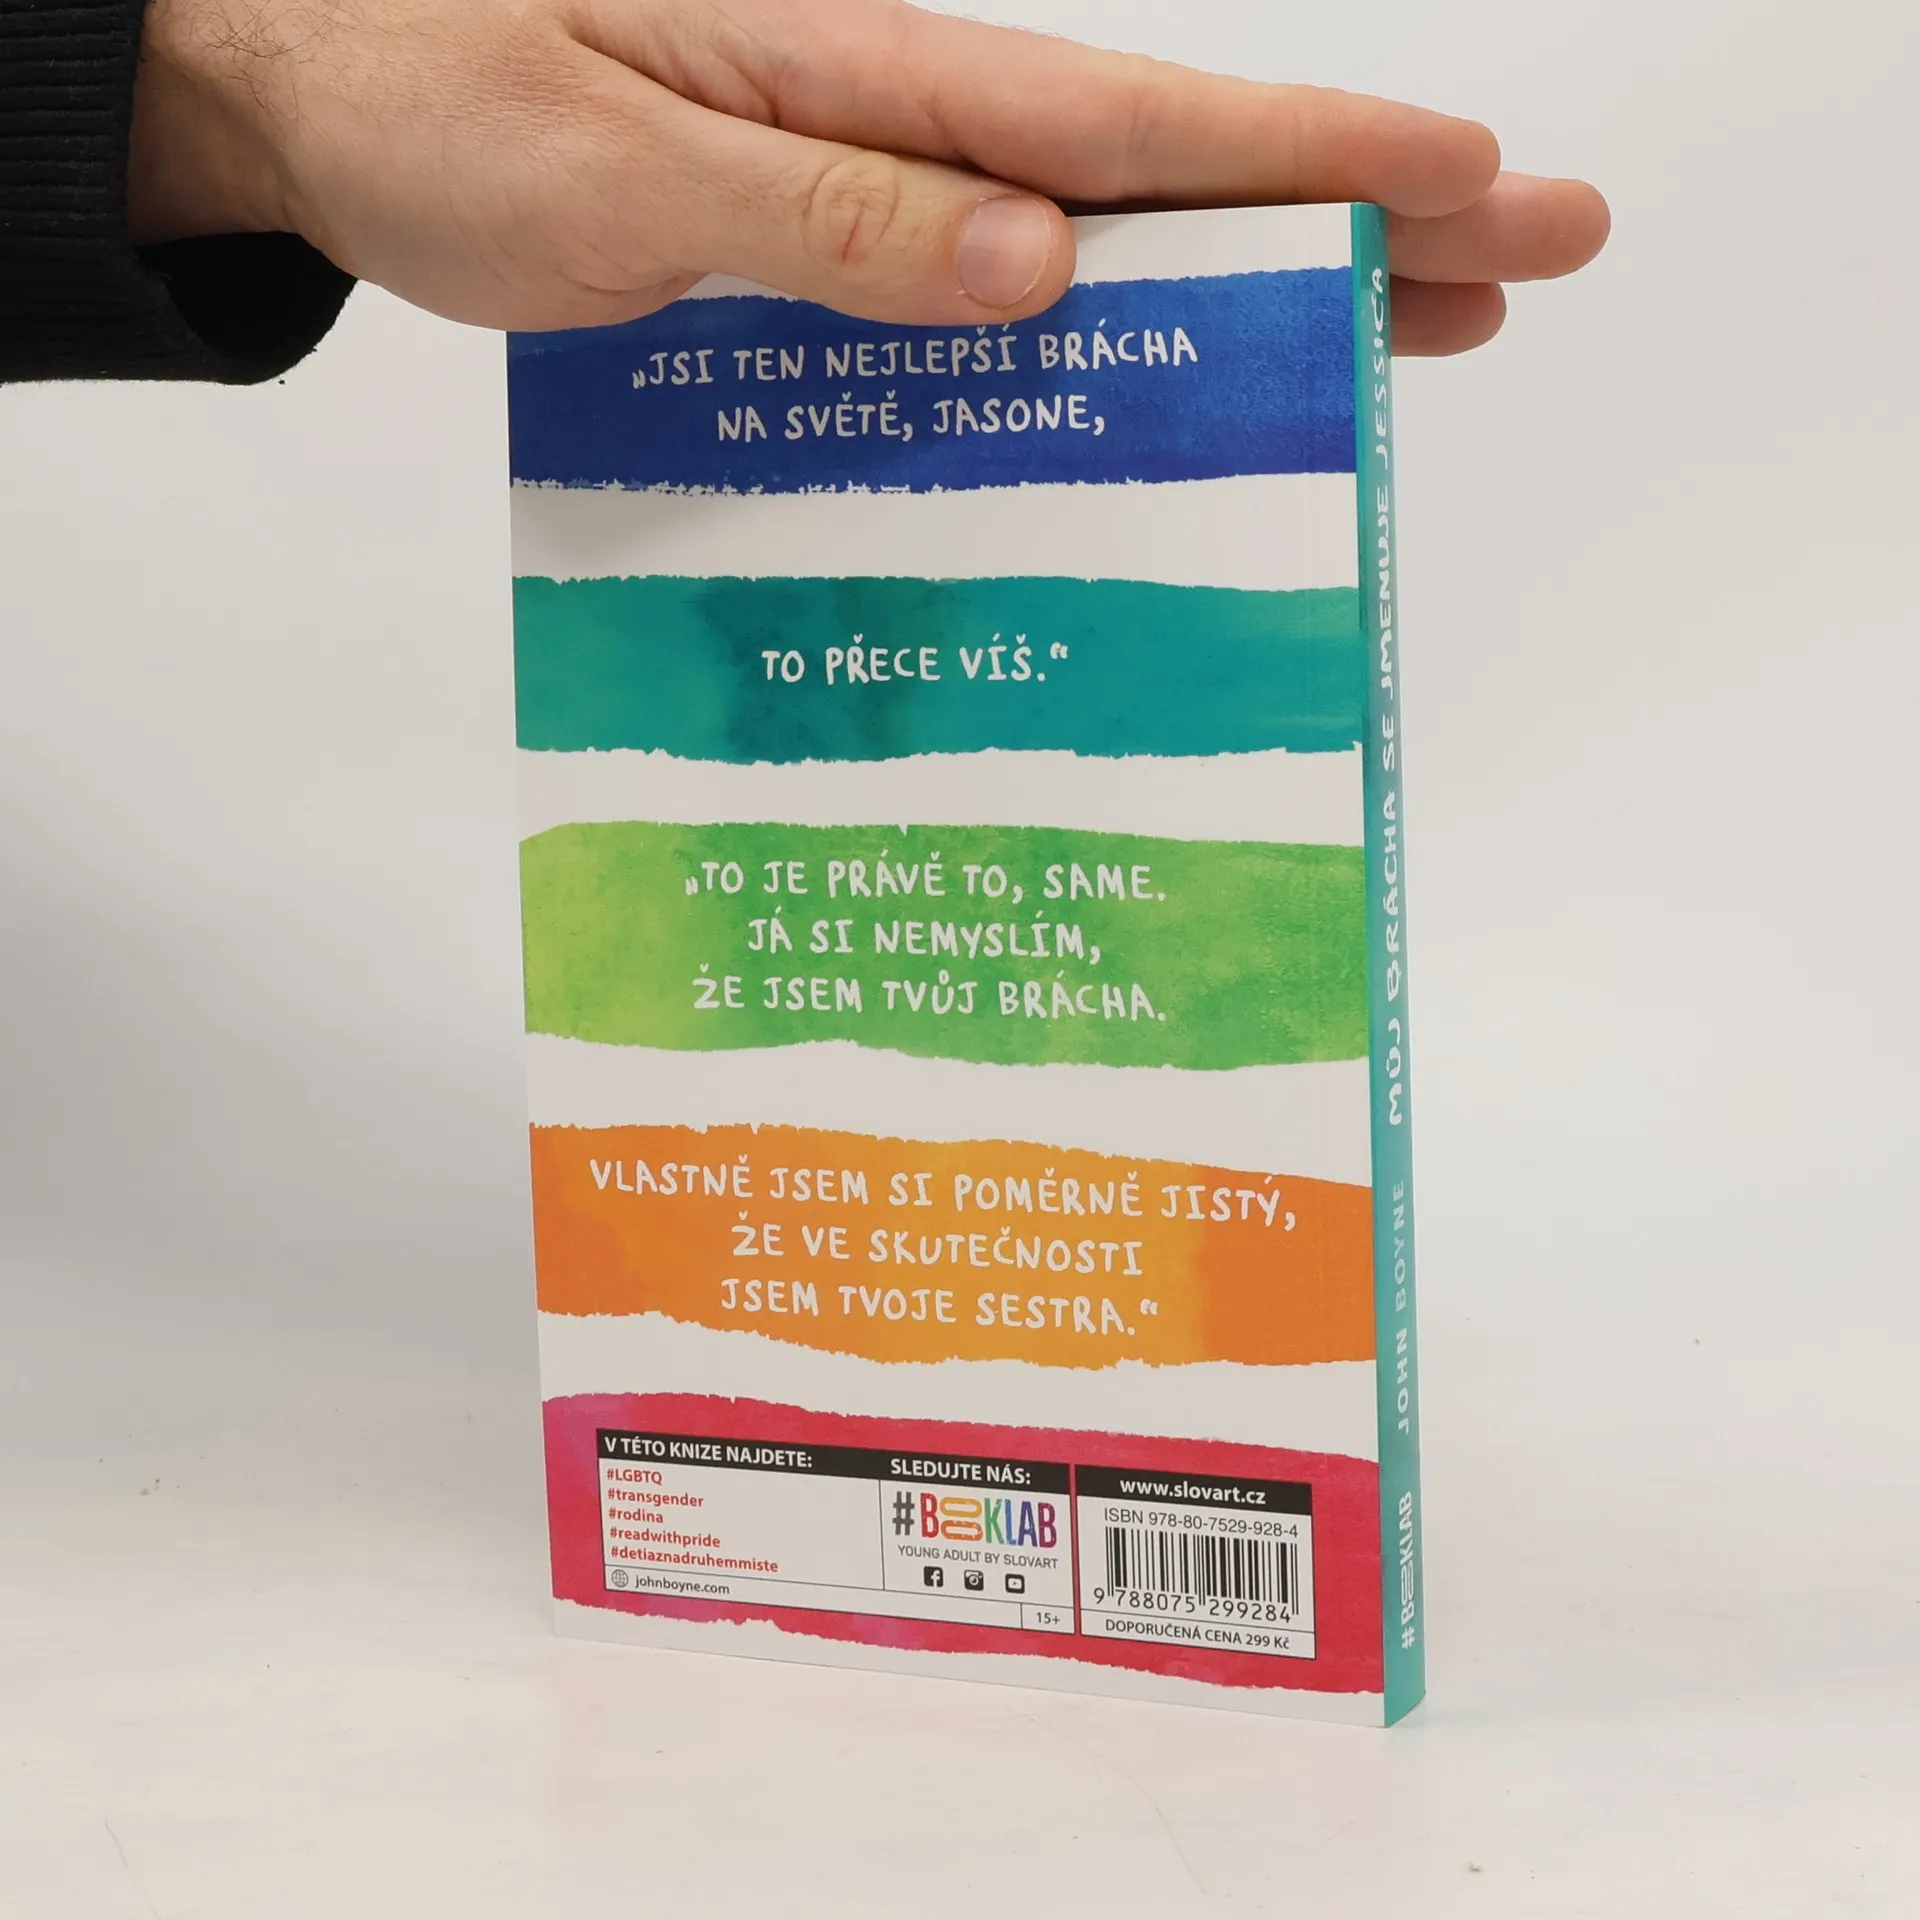 „JSI TEN NEJLEPŠÍ BRÁCHA
NA SVĚTĚ, JASONE,
TO PŘECE VÍŠ.“
„TO JE PRÁVĚ TO, SAME.
JÁ SI NEMYSLÍM,
ŽE JSEM TVŮJ BRÁCHA.
VLASTNĚ JSEM SI POMĚRNĚ JISTÝ,
ŽE VE SKUTEČNOSTI
JSEM TVOJE SESTRA.“
V TÉTO KNIZE NAJDETE:
#LGBTQ
#transgender
#rodina
#readwithpride
#detiaznadruhemmiste
johnboyne.com
15+
SLEDUJTE NÁS:
#BOOKLAB
YOUNG ADULT BY SLOVART
www.slovart.cz
ISBN 978-80-7529-928-4
9 788075 299284
DOPORUČENÁ CENA 299 Kč
#BOOKLAB JOHN BOYNE MŮJ BRÁCHA SE JMENUJE JESSICA